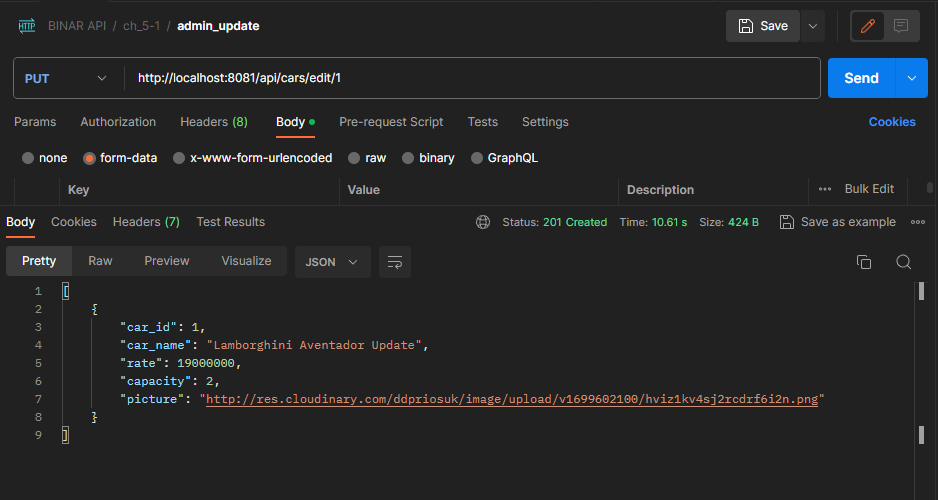 HTTP BINAR API / ch_5-1 / admin_update Save
PUT http://localhost:8081/api/cars/edit/1 Send
Params Authorization Headers (8) Body Pre-request Script Tests Settings Cookies
none form-data x-www-form-urlencoded raw binary GraphQL
Key Value Description ••• Bulk Edit
Body Cookies Headers (7) Test Results Status: 201 Created Time: 10.61 s Size: 424 B Save as example •••
Pretty Raw Preview Visualize JSON
1 [
2 {
3 "car_id": 1,
4 "car_name": "Lamborghini Aventador Update",
5 "rate": 19000000,
6 "capacity": 2,
7 "picture": "http://res.cloudinary.com/ddpriosuk/image/upload/v1699602100/hviz1kv4sj2rcdrf6i2n.png"
8 }
9 ]